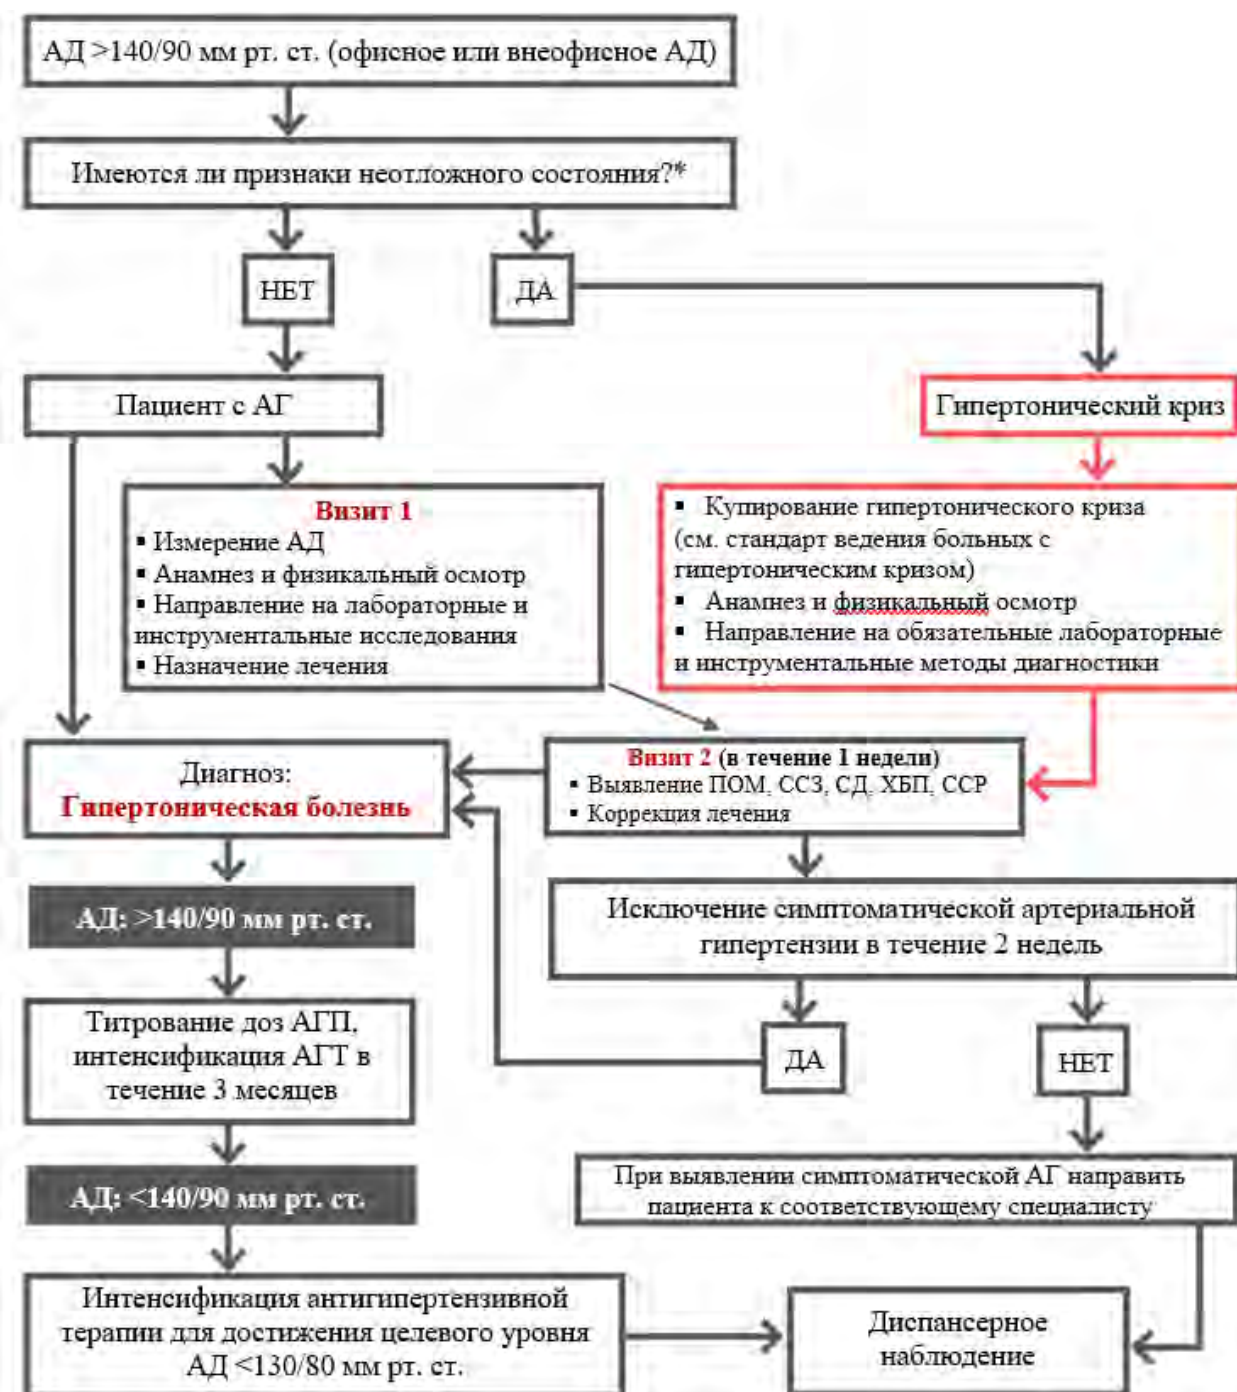 АД >140/90 мм рт. ст. (офисное или внеофисное АД)
Имеются ли признаки неотложного состояния?*
НЕТ
ДА
Пациент с АГ
Гипертонический криз
Визит 1
▪ Измерение АД
▪ Анамнез и физикальный осмотр
▪ Направление на лабораторные и
инструментальные исследования
▪ Назначение лечения
▪ Купирование гипертонического криза
(см. стандарт ведения больных с
гипертоническим кризом)
▪ Анамнез и физикальный осмотр
▪ Направление на обязательные лабораторные
и инструментальные методы диагностики
Диагноз:
Гипертоническая болезнь
Визит 2 (в течение 1 недели)
▪ Выявление ПОМ, ССЗ, СД, ХБП, ССР
▪ Коррекция лечения
АД: >140/90 мм рт. ст.
Исключение симптоматической артериальной
гипертензии в течение 2 недель
Титрование доз АГП,
интенсификация АГТ в
течение 3 месяцев
ДА
НЕТ
АД: <140/90 мм рт. ст.
При выявлении симптоматической АГ направить
пациента к соответствующему специалисту
Интенсификация антигипертензивной
терапии для достижения целевого уровня
АД <130/80 мм рт. ст.
Диспансерное
наблюдение